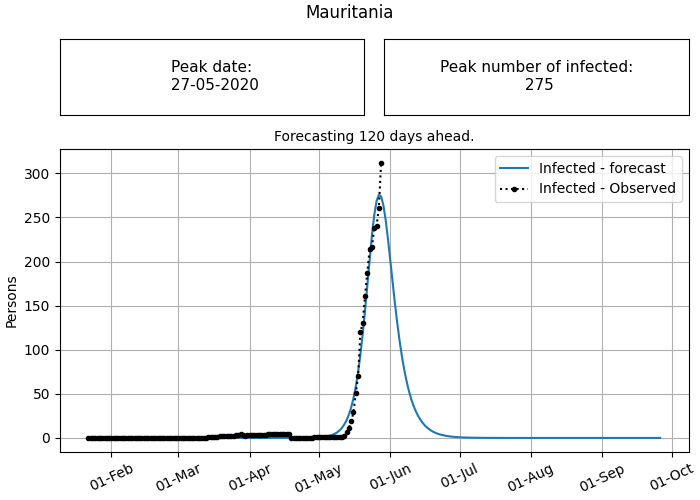 Mauritania
Peak date:
27-05-2020
Peak number of infected:
275
Forecasting 120 days ahead.
Infected - forecast
Infected - Observed
Persons
300
250
200
150
100
50
0
01-Feb
01-Mar
01-Apr
01-May
01-Jun
01-Jul
01-Aug
01-Sep
01-Oct